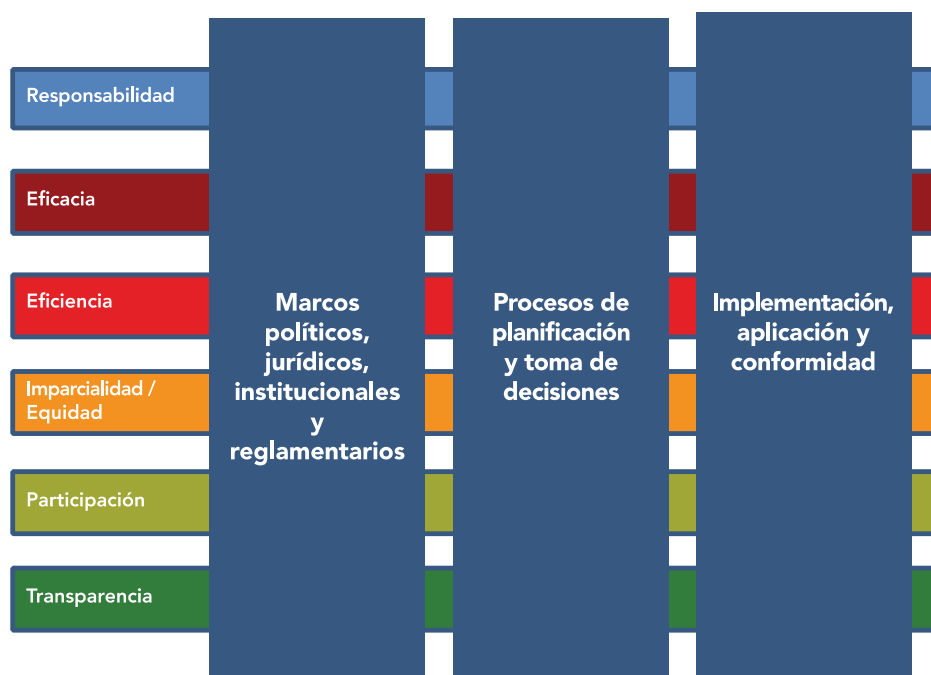 Responsabilidad
Eficacia
Eficiencia
Imparcialidad /
Equidad
Participación
Transparencia
Marcos
políticos,
jurídicos,
institucionales
y
reglamentarios
Procesos de
planificación
y toma de
decisiones
Implementación,
aplicación y
conformidad